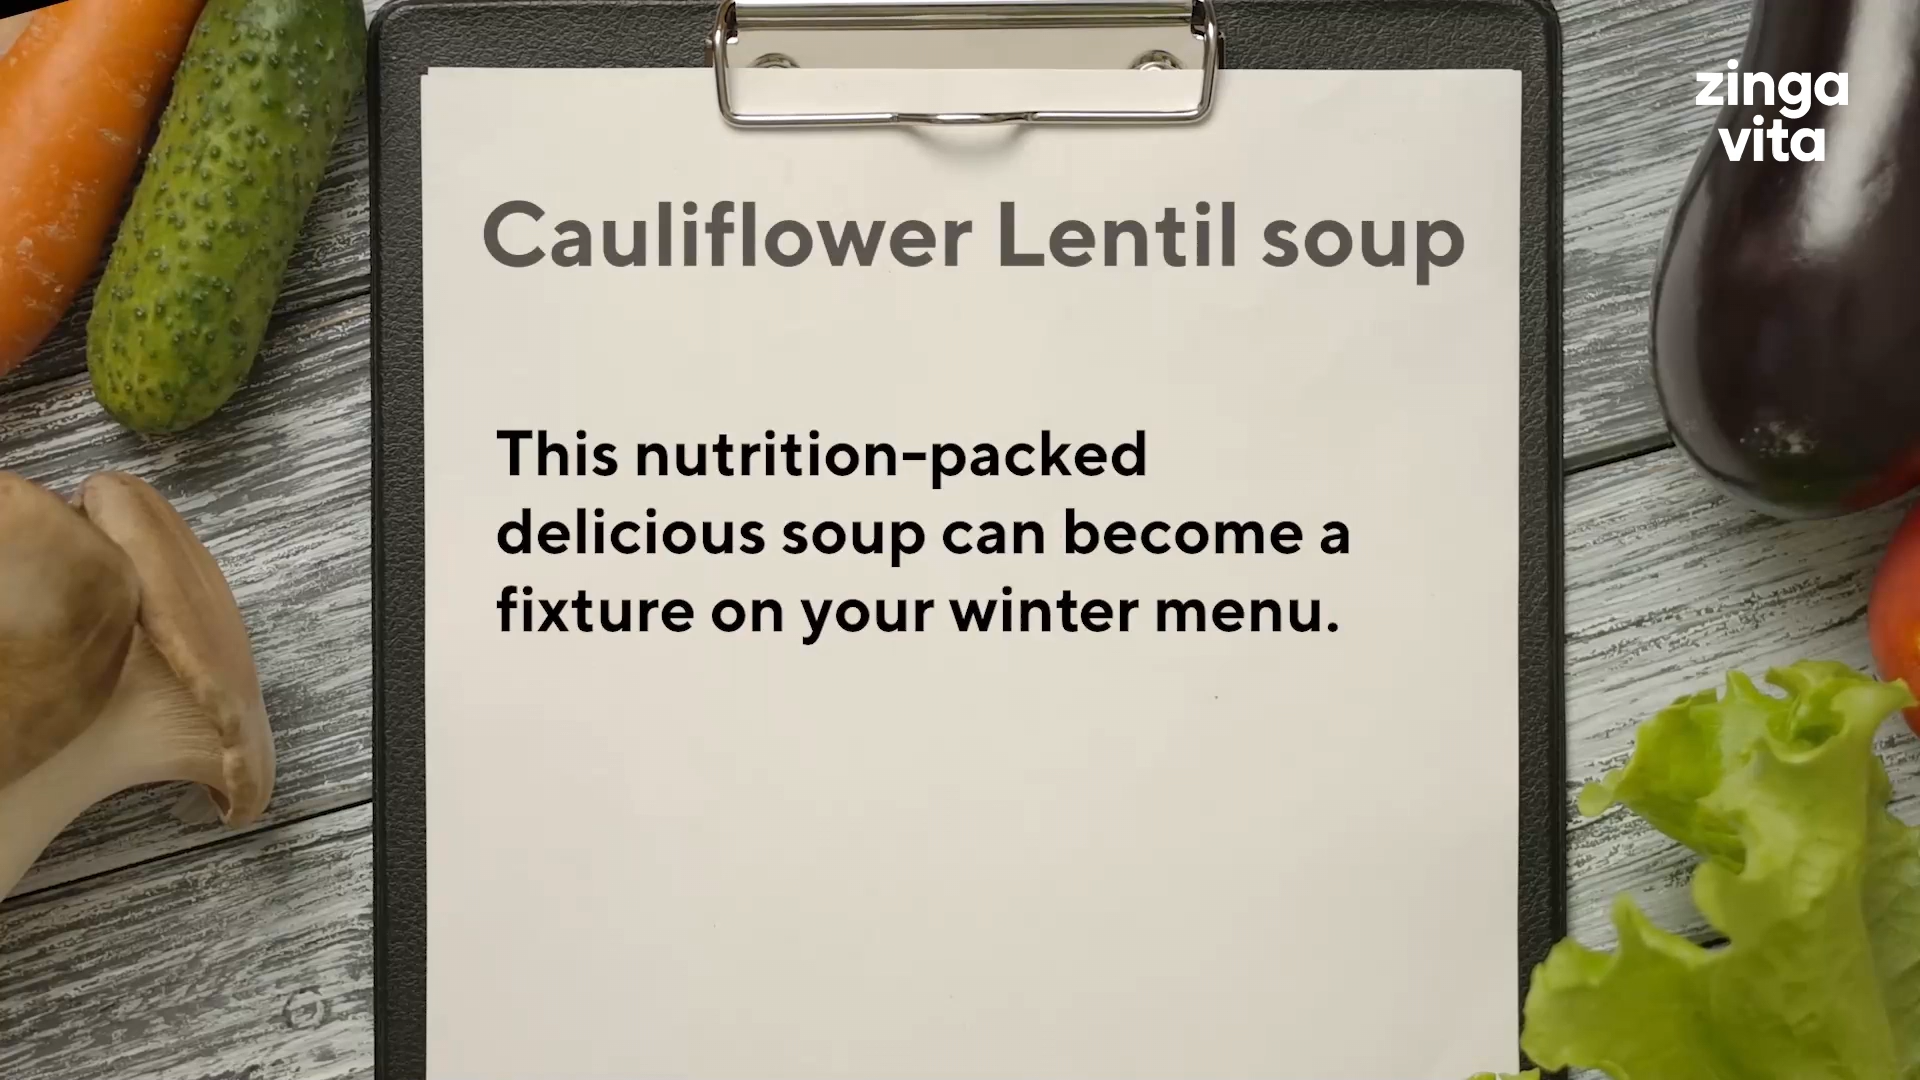 zinga
vita
Cauliflower Lentil soup
This nutrition-packed
delicious soup can become a
fixture on your winter menu.